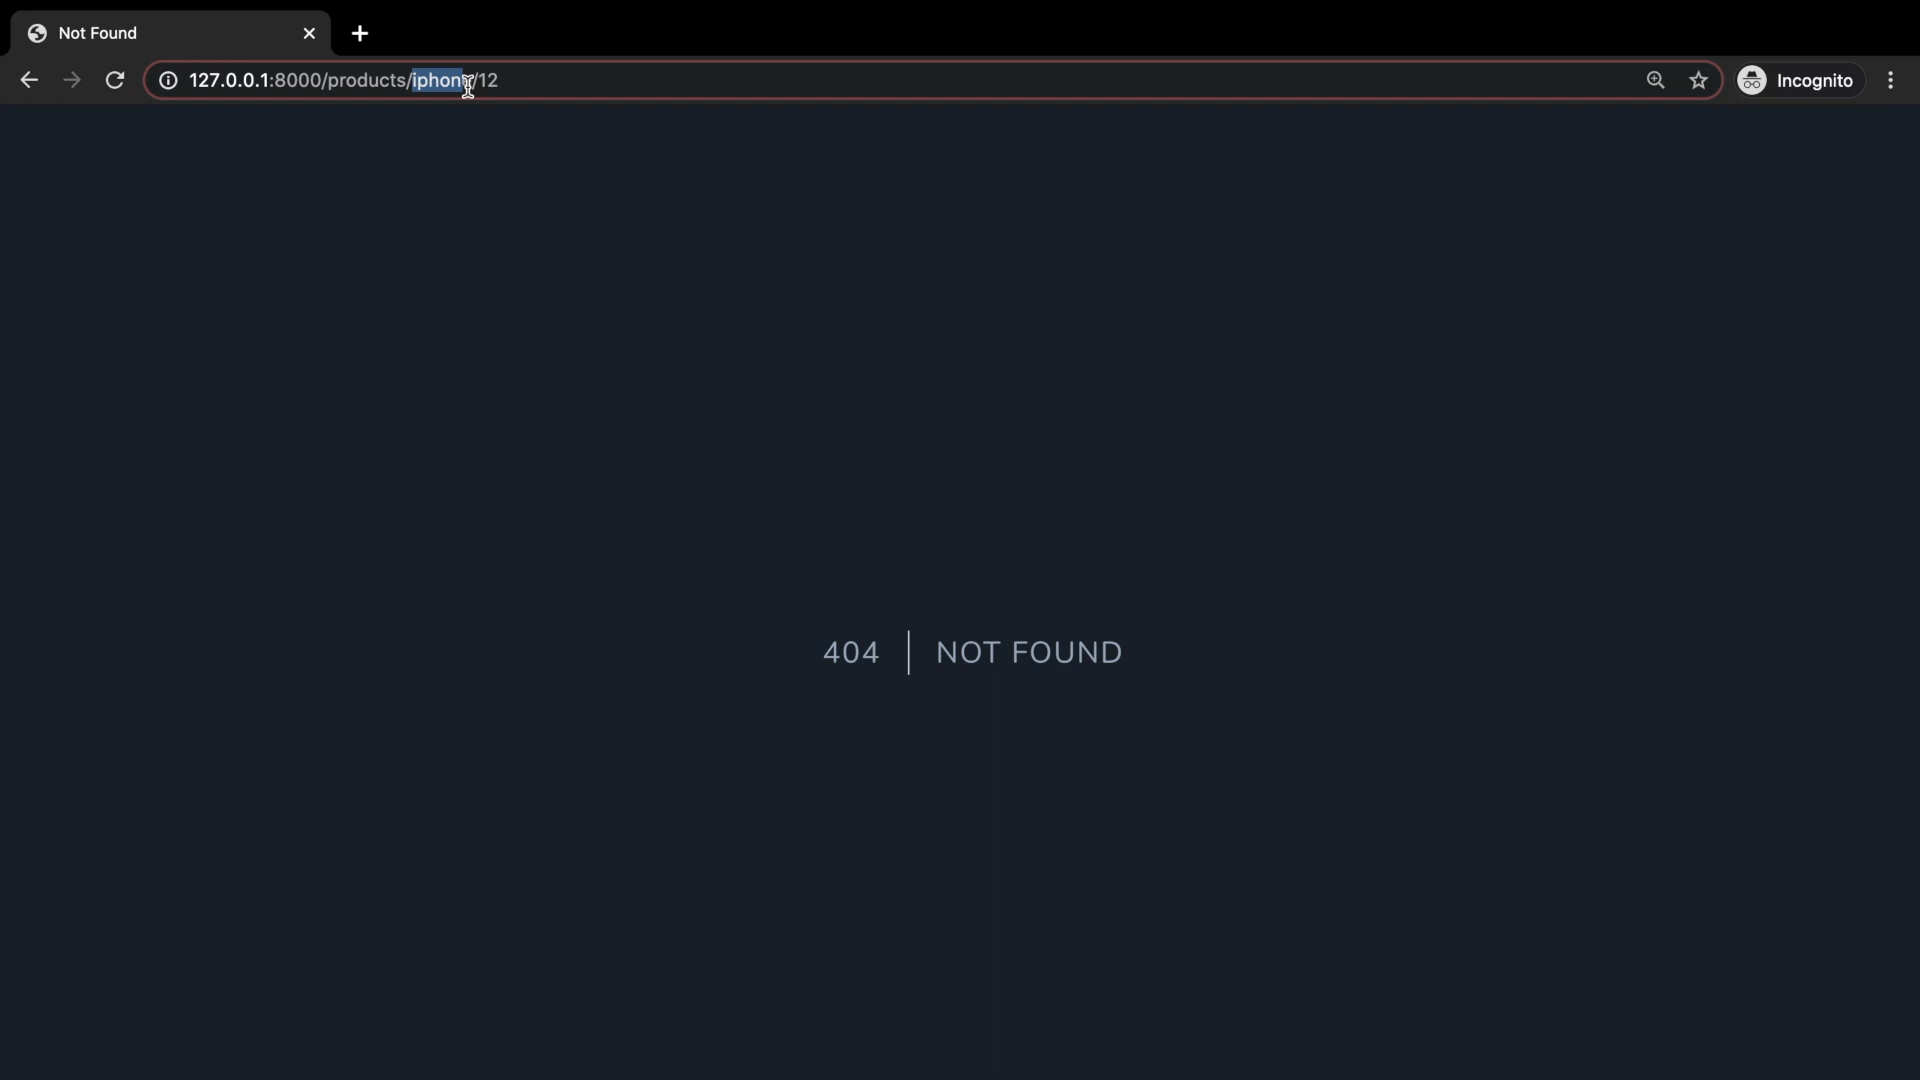 Not Found
127.0.0.1:8000/products/iphone/12
Incognito
404 NOT FOUND